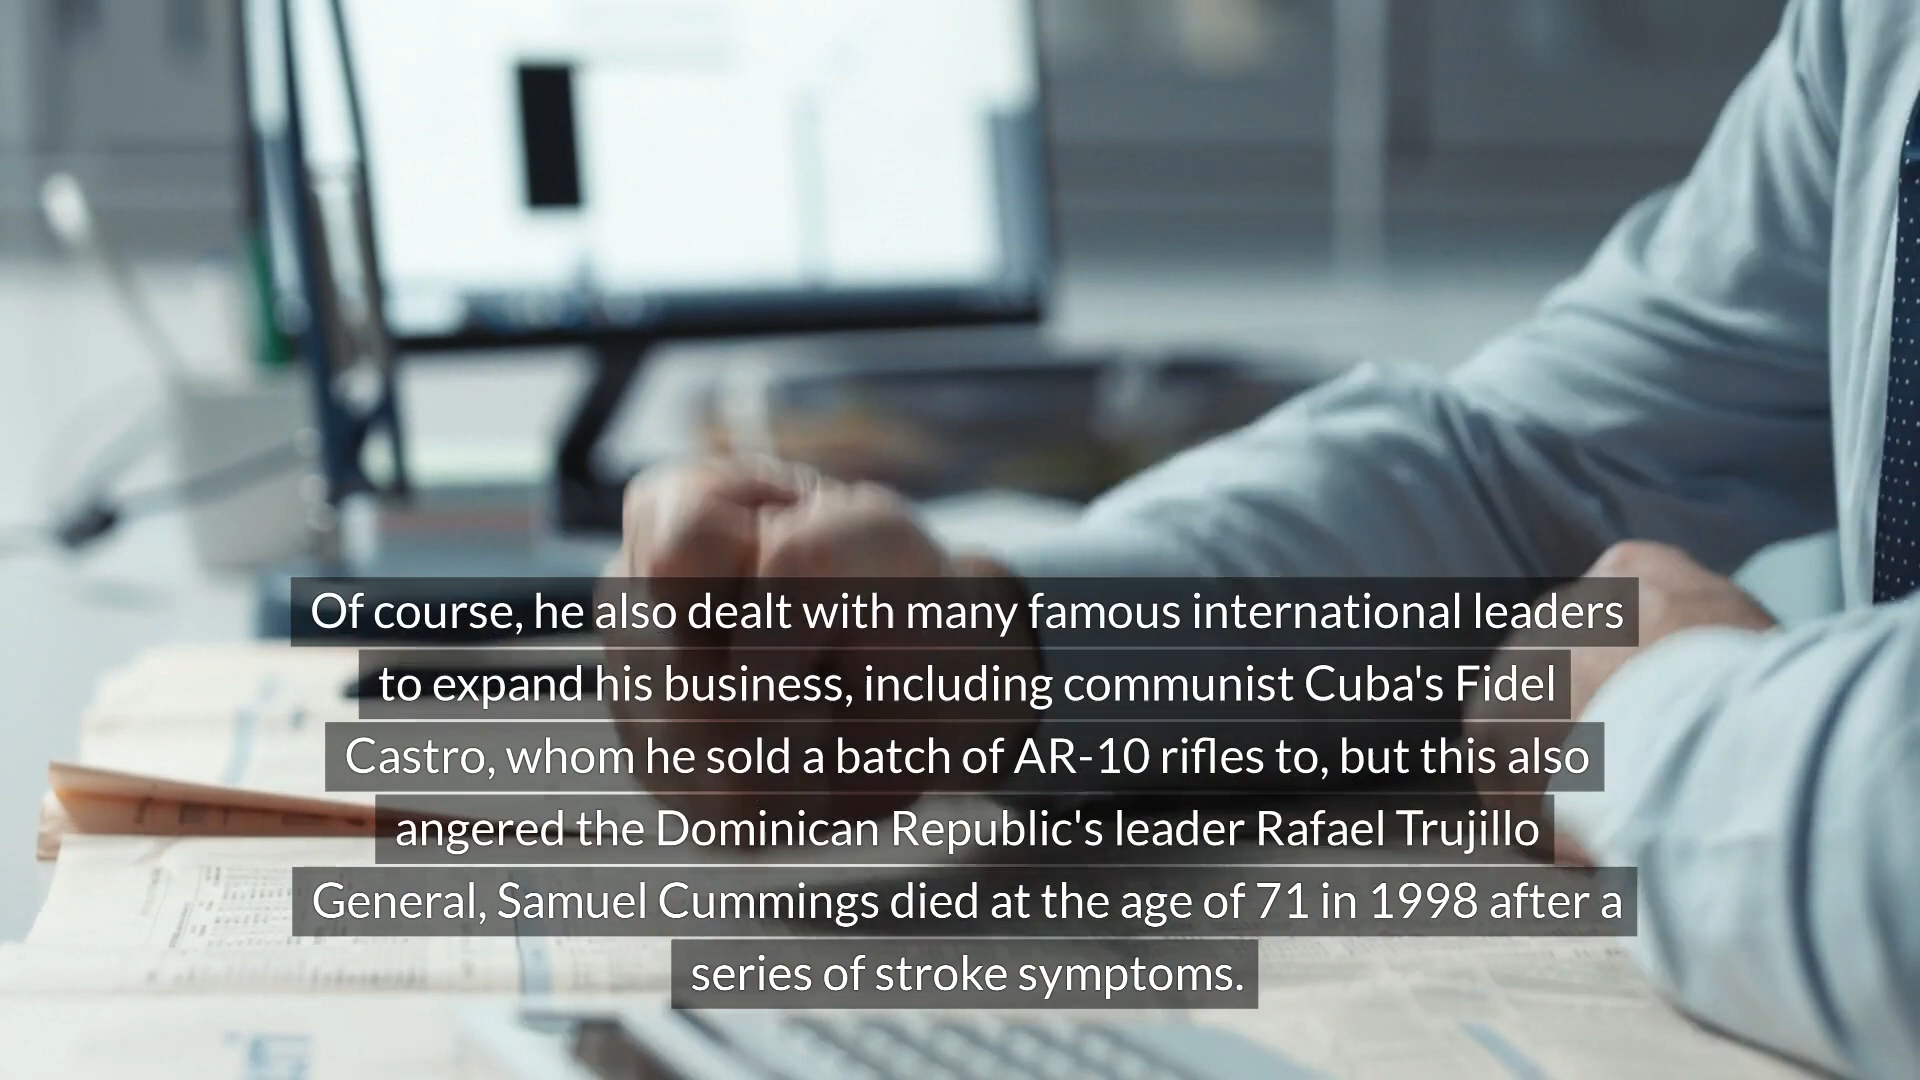 Of course, he also dealt with many famous international leaders
to expand his business, including communist Cuba's Fidel
Castro, whom he sold a batch of AR-10 rifles to, but this also
angered the Dominican Republic's leader Rafael Trujillo
General, Samuel Cummings died at the age of 71 in 1998 after a
series of stroke symptoms.